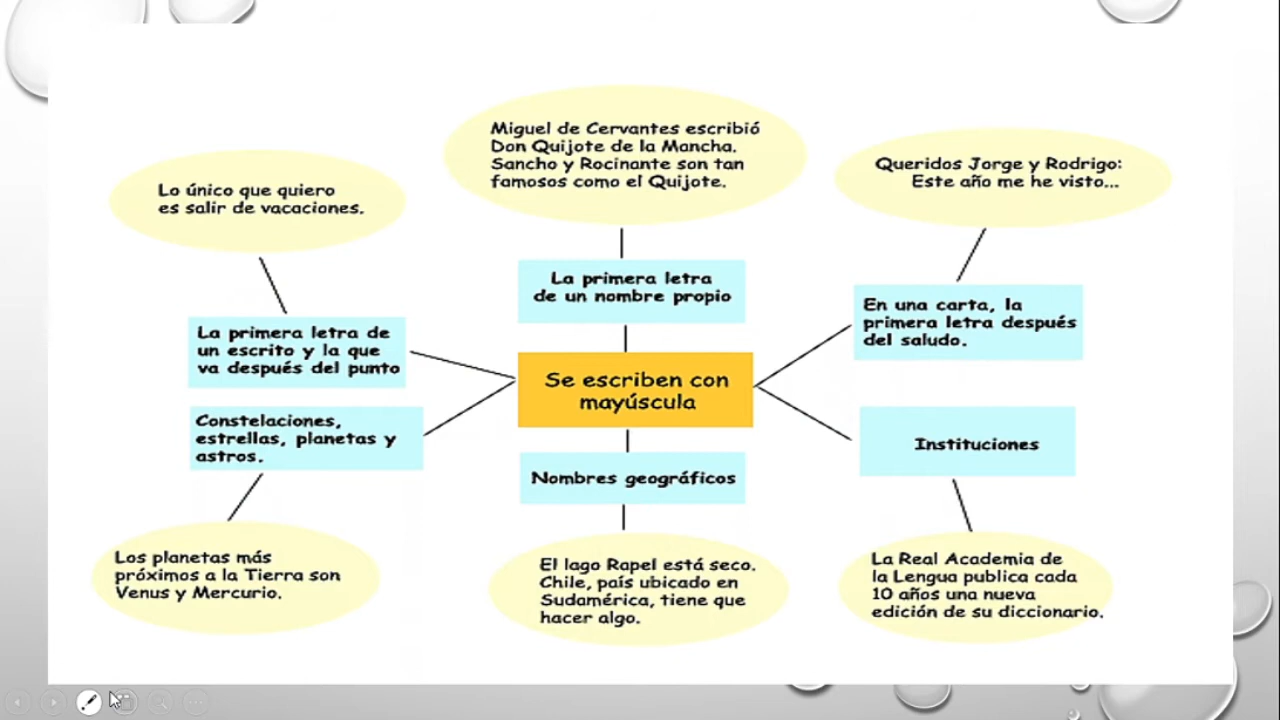 Miguel de Cervantes escribió
Don Quijote de la Mancha.
Sancho y Rocinante son tan
famosos como el Quijote.
Lo único que quiero
es salir de vacaciones.
Queridos Jorge y Rodrigo:
Este año me he visto...
La primera letra
de un nombre propio
La primera letra de
un escrito y la que
va después del punto
En una carta, la
primera letra después
del saludo.
Se escriben con
mayúscula
Constelaciones,
estrellas, planetas y
astros.
Nombres geográficos
Instituciones
Los planetas más
próximos a la Tierra son
Venus y Mercurio.
El lago Rapel está seco.
Chile, país ubicado en
Sudamérica, tiene que
hacer algo.
La Real Academia de
la Lengua publica cada
10 años una nueva
edición de su diccionario.